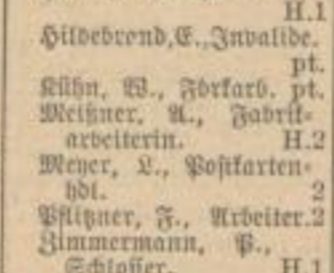 H.1
Hildebrond,E.,Invalide.
pt.
Kühn, W., Förkarb. pt.
Meißner, A., Fabrik-
arbeiterin. H.2
Meyer, L., Postkarten-
hdl. 2
Pflitzner, F., Arbeiter.2
Zimmermann, P.,
Schlosser. H.1